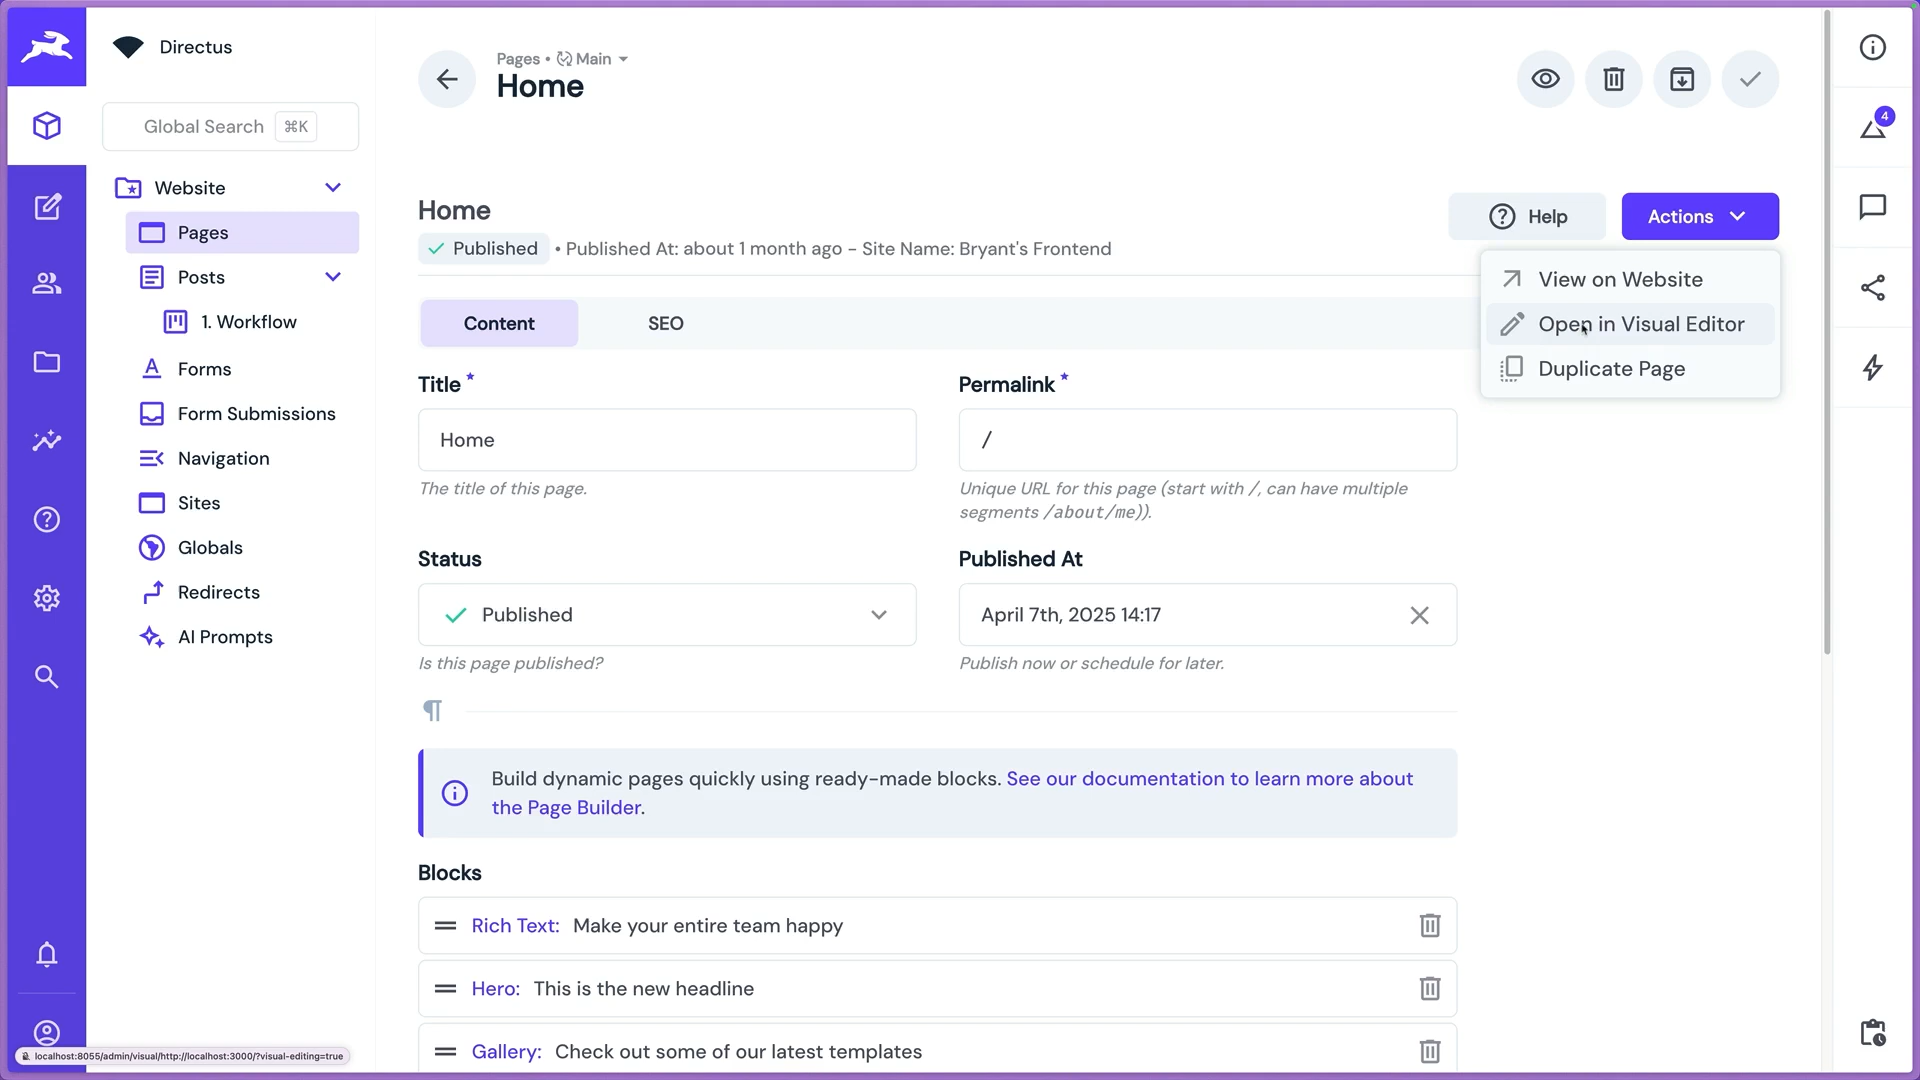 Directus
Global Search ⌘K
Website
Pages
Posts
1. Workflow
Forms
Form Submissions
Navigation
Sites
Globals
Redirects
AI Prompts
Pages • Main
Home
4
Home
Published • Published At: about 1 month ago - Site Name: Bryant's Frontend
Help
Actions
View on Website
Open in Visual Editor
Duplicate Page
Content
SEO
Title *
Home
The title of this page.
Permalink *
/
Unique URL for this page (start with /, can have multiple
segments /about/me)).
Status
Published
Is this page published?
Published At
April 7th, 2025 14:17
Publish now or schedule for later.
Build dynamic pages quickly using ready-made blocks. See our documentation to learn more about
the Page Builder.
Blocks
Rich Text: Make your entire team happy
Hero: This is the new headline
Gallery: Check out some of our latest templates
localhost:8055/admin/visual/http://localhost:3000/?visual-editing=true